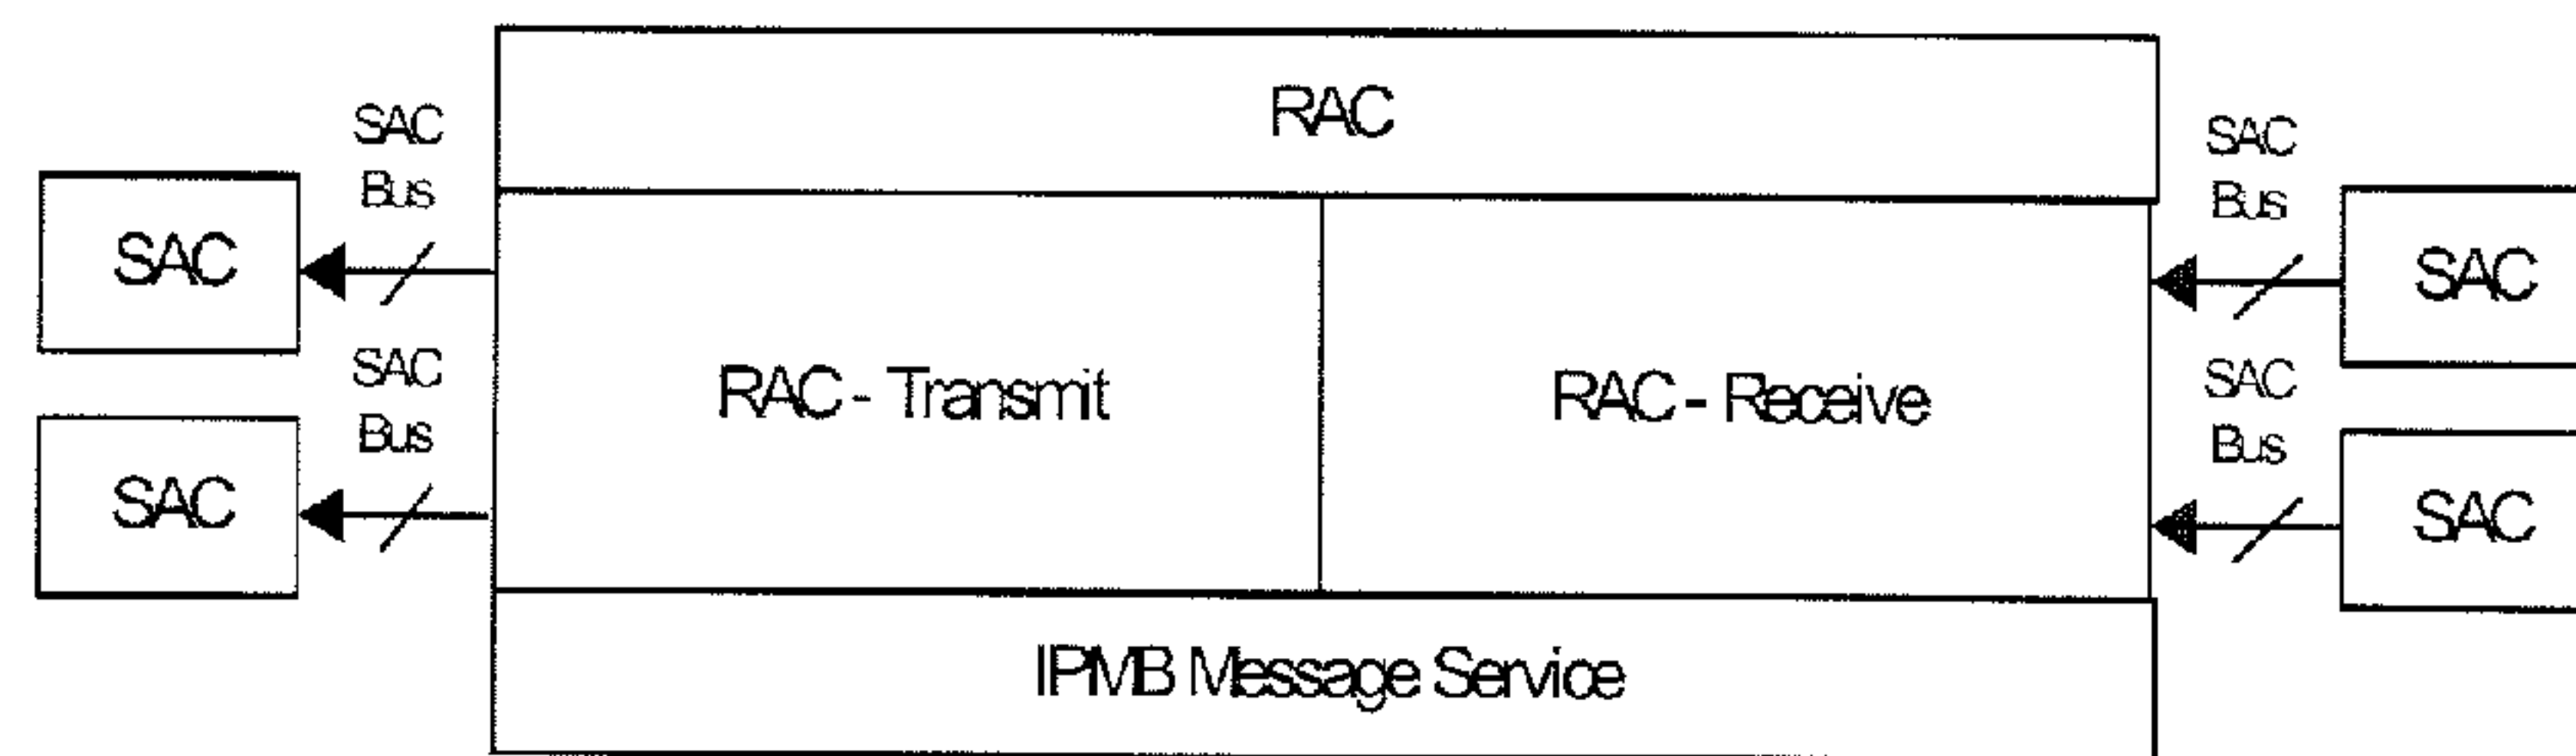 RAC
SAC
Bus
SAC
Bus
SAC
SAC
SAC
Bus
SAC
Bus
RAC - Transmit
RAC - Receive
SAC
SAC
IPMB Message Service